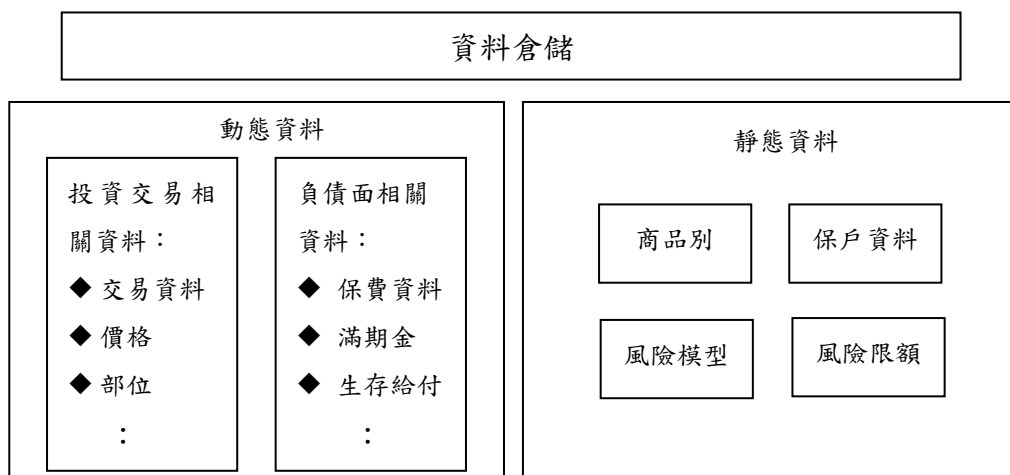 資料倉儲
動態資料
投資交易相
關資料：
◆ 交易資料
◆ 價格
◆ 部位
：
負債面相關
資料：
◆ 保費資料
◆ 滿期金
◆ 生存給付
：
靜態資料
商品別
保戶資料
風險模型
風險限額